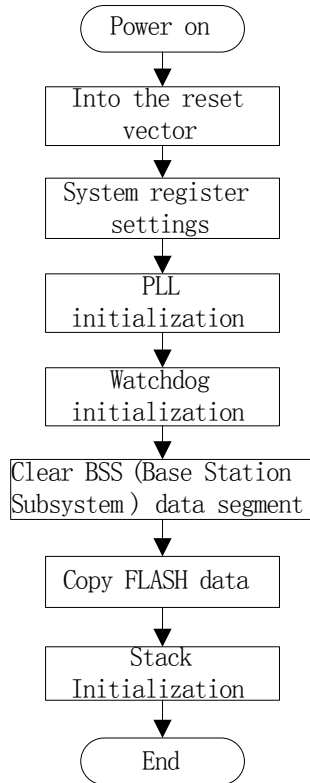 Power on
Into the reset
vector
System register
settings
PLL
initialization
Watchdog
initialization
Clear BSS (Base Station
Subsystem) data segment
Copy FLASH data
Stack
Initialization
End